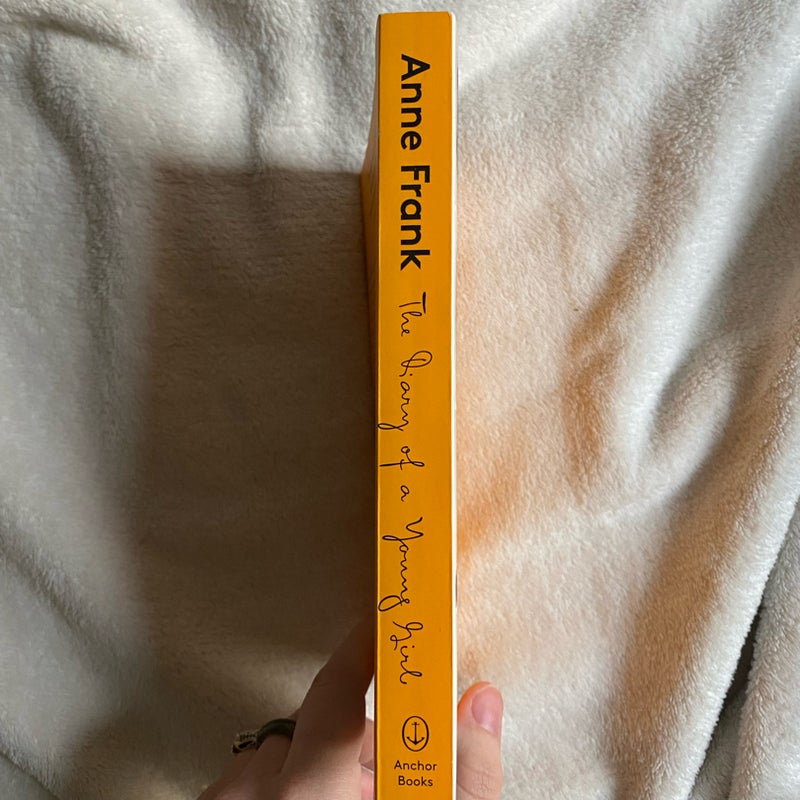 Anne Frank
The Diary of a Young Girl
Anchor
Books